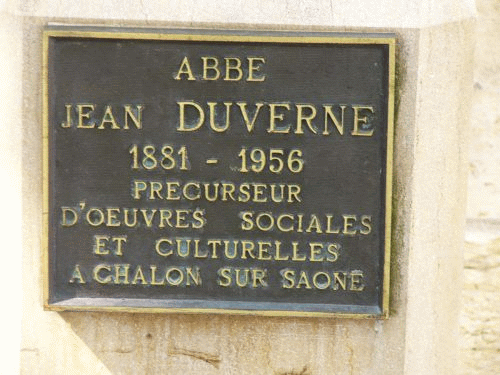 ABBE
JEAN DUVERNE
1881 - 1956
PRECURSEUR
D'OEUVRES SOCIALES
ET CULTURELLES
A CHALON SUR SAONE